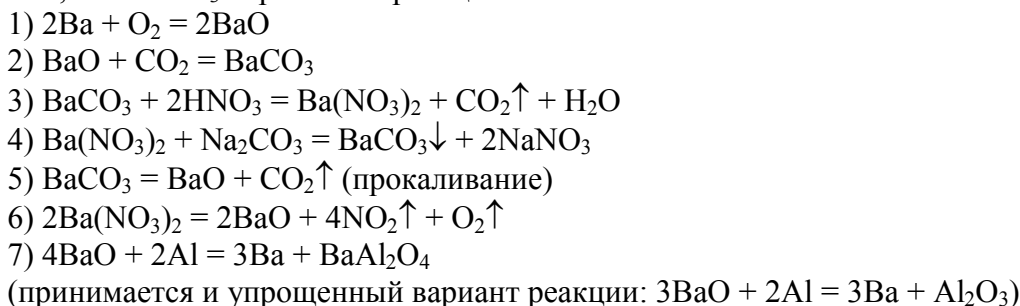 1) 2Ba + O₂ = 2BaO
2) BaO + CO₂ = BaCO₃
3) BaCO₃ + 2HNO₃ = Ba(NO₃)₂ + CO₂↑ + H₂O
4) Ba(NO₃)₂ + Na₂CO₃ = BaCO₃↓ + 2NaNO₃
5) BaCO₃ = BaO + CO₂↑ (прокаливание)
6) 2Ba(NO₃)₂ = 2BaO + 4NO₂↑ + O₂↑
7) 4BaO + 2Al = 3Ba + BaAl₂O₄
(принимается и упрощенный вариант реакции: 3BaO + 2Al = 3Ba + Al₂O₃)